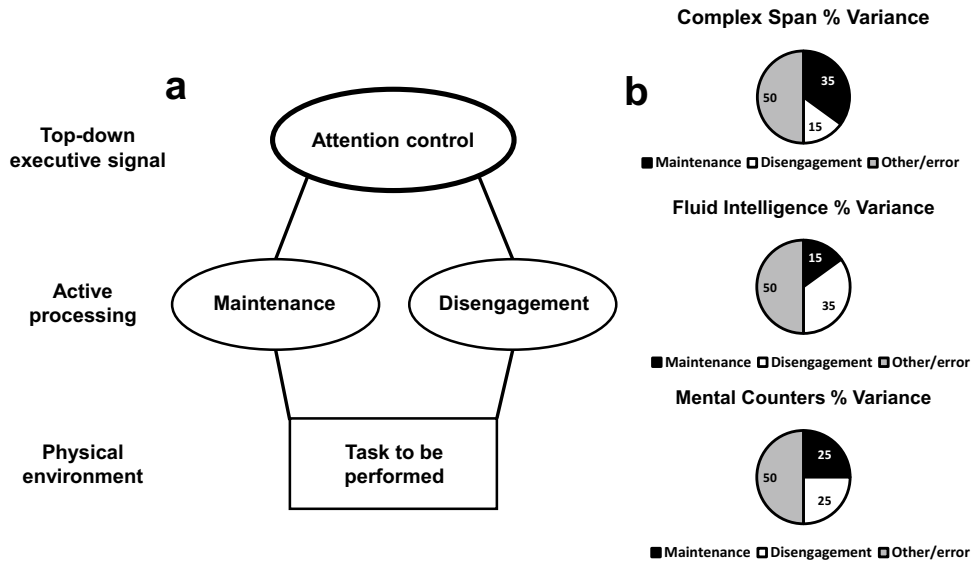 a
Top-down
executive signal
Attention control
Active
processing
Maintenance
Disengagement
Physical
environment
Task to be
performed
b
Complex Span % Variance
35
50
15
Maintenance Disengagement Other/error
Fluid Intelligence % Variance
15
50
35
Maintenance Disengagement Other/error
Mental Counters % Variance
25
50
25
Maintenance Disengagement Other/error